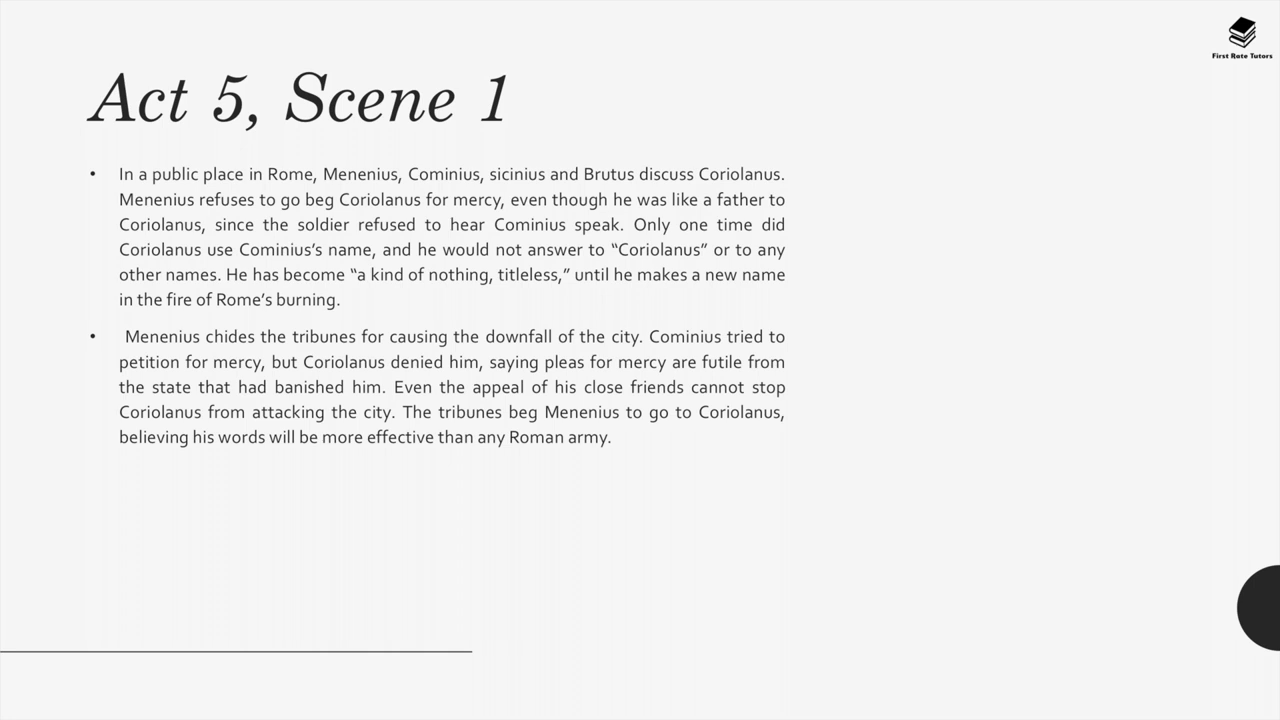 First Rate Tutors
Act 5, Scene 1
• In a public place in Rome, Menenius, Cominius, sicinius and Brutus discuss Coriolanus.
Menenius refuses to go beg Coriolanus for mercy, even though he was like a father to
Coriolanus, since the soldier refused to hear Cominius speak. Only one time did
Coriolanus use Cominius’s name, and he would not answer to “Coriolanus” or to any
other names. He has become “a kind of nothing, titleless,” until he makes a new name
in the fire of Rome’s burning.
• Menenius chides the tribunes for causing the downfall of the city. Cominius tried to
petition for mercy, but Coriolanus denied him, saying pleas for mercy are futile from
the state that had banished him. Even the appeal of his close friends cannot stop
Coriolanus from attacking the city. The tribunes beg Menenius to go to Coriolanus,
believing his words will be more effective than any Roman army.